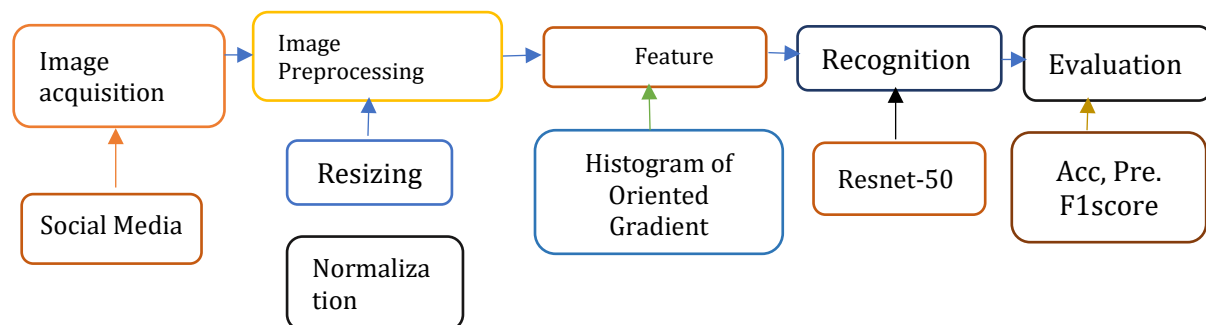 Image
acquisition
Image
Preprocessing
Feature
Recognition
Evaluation
Social Media
Resizing
Normaliza
tion
Histogram of
Oriented
Gradient
Resnet-50
Acc, Pre.
F1score